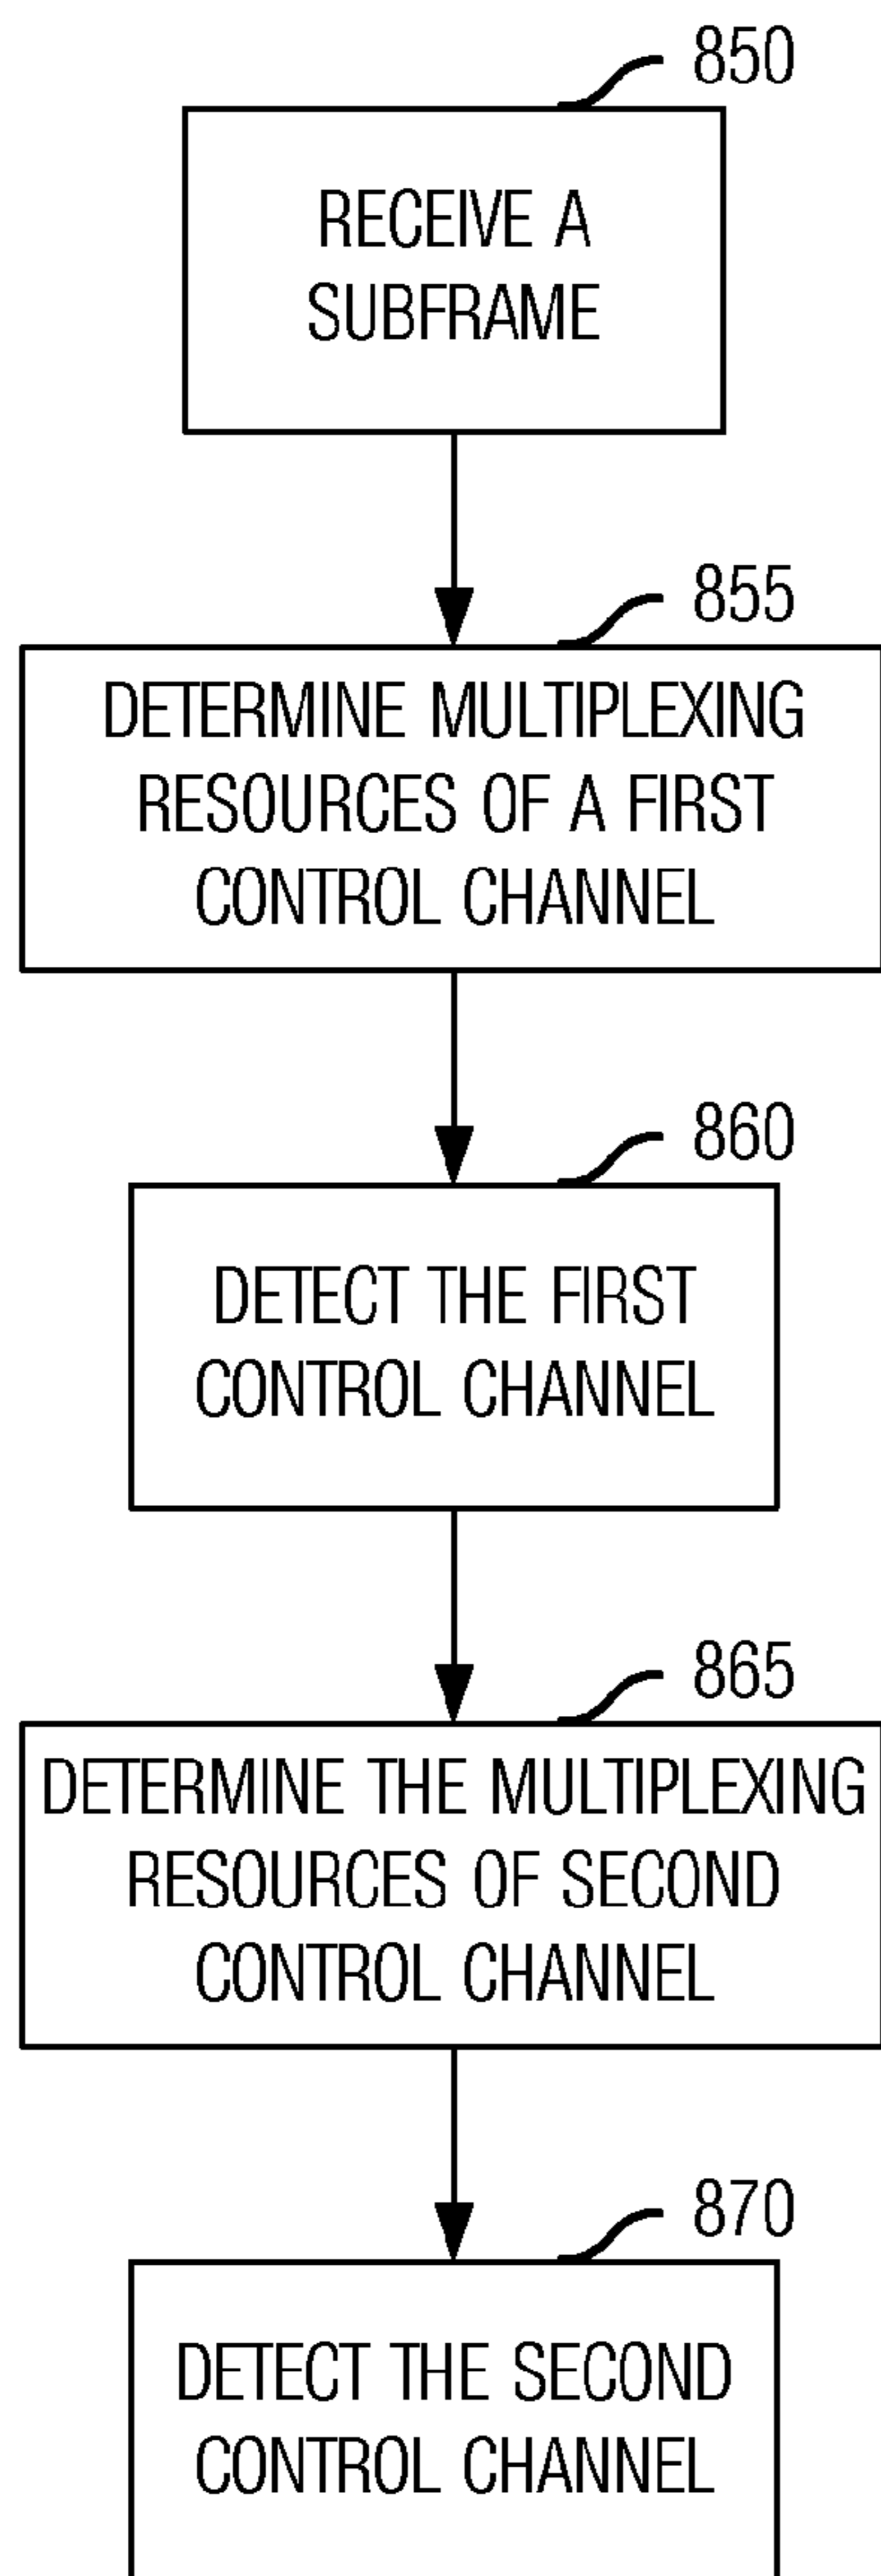 850
RECEIVE A
SUBFRAME
855
DETERMINE MULTIPLEXING
RESOURCES OF A FIRST
CONTROL CHANNEL
860
DETECT THE FIRST
CONTROL CHANNEL
865
DETERMINE THE MULTIPLEXING
RESOURCES OF SECOND
CONTROL CHANNEL
870
DETECT THE SECOND
CONTROL CHANNEL